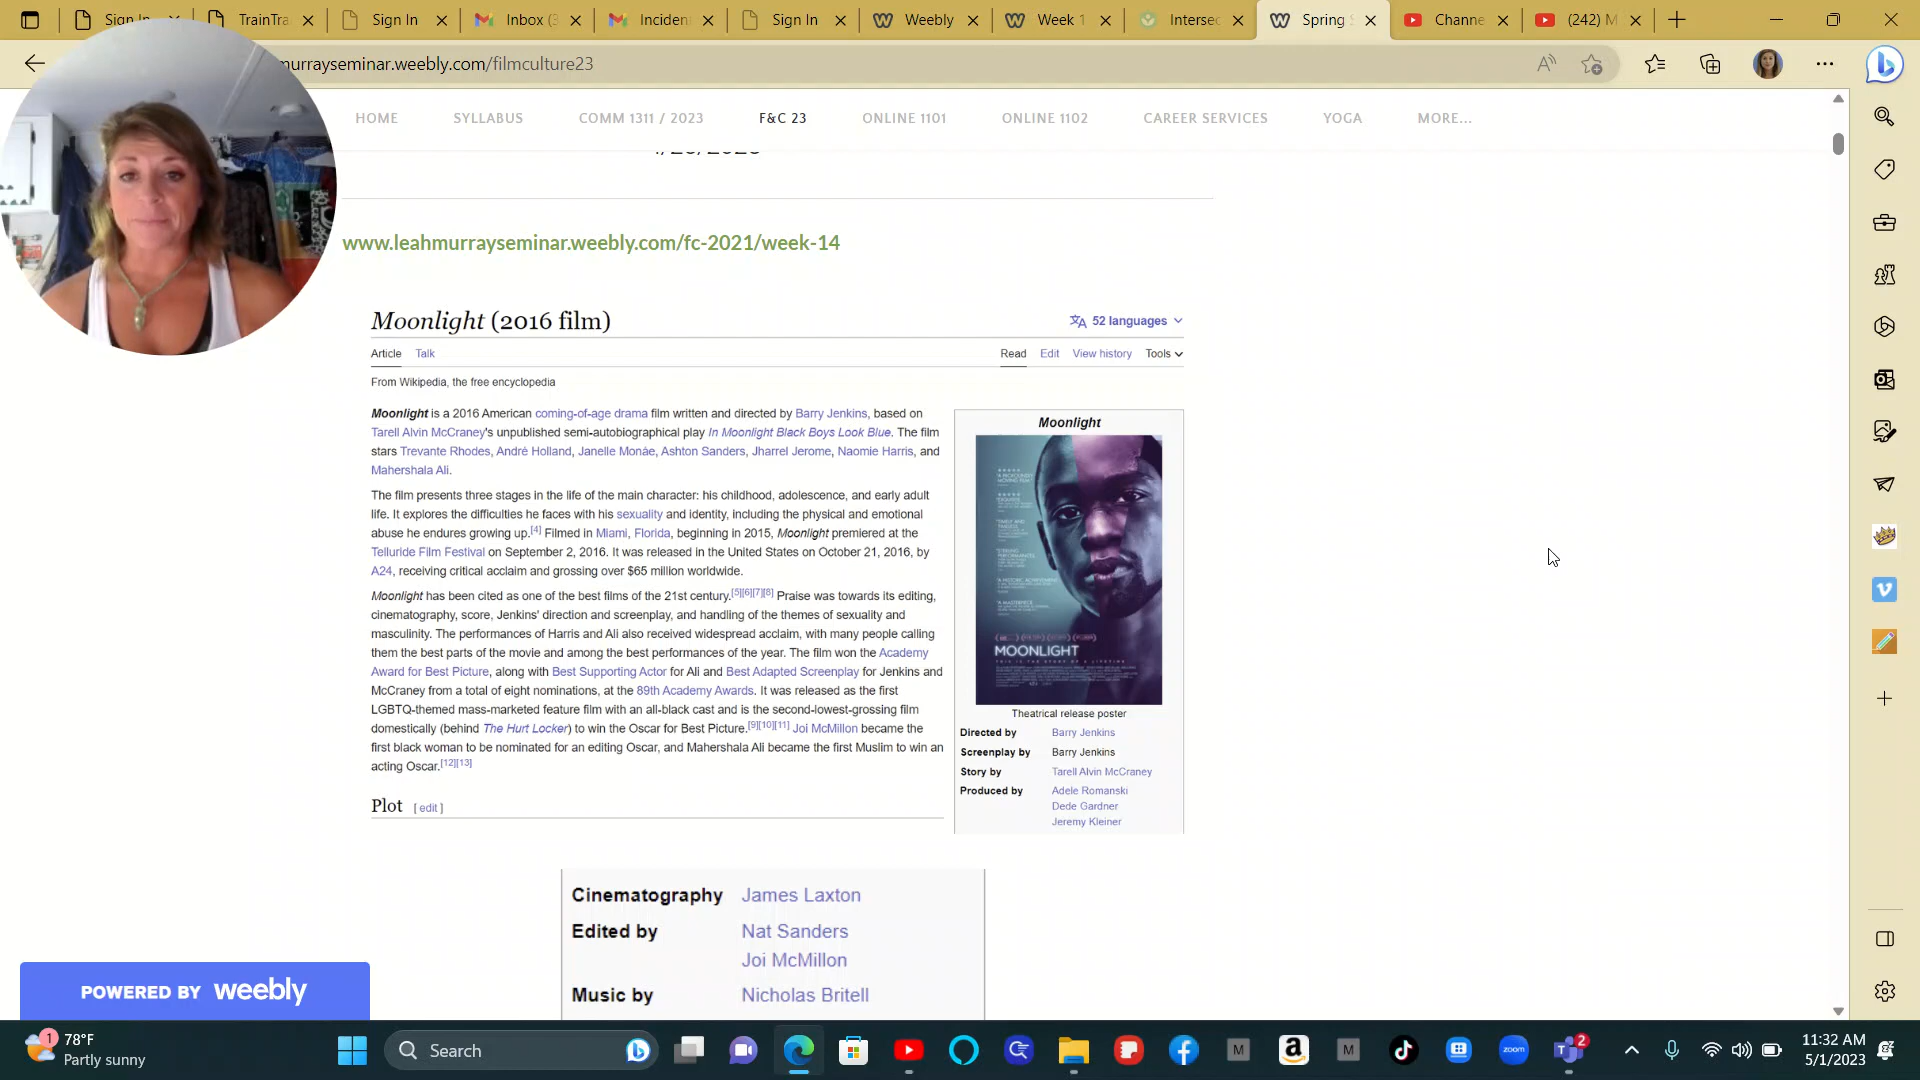 Sign In
TrainTra
Sign In
Inbox (3
Inciden
Sign In
Weebly
Week 1
Intersec
Spring S
Channe
(242) M
murrayseminar.weebly.com/filmculture23
HOME
SYLLABUS
COMM 1311 / 2023
F&C 23
ONLINE 1101
ONLINE 1102
CAREER SERVICES
YOGA
MORE...
www.leahmurrayseminar.weebly.com/fc-2021/week-14
Moonlight (2016 film)
52 languages
Article Talk
Read Edit View history Tools
From Wikipedia, the free encyclopedia
Moonlight is a 2016 American coming-of-age drama film written and directed by Barry Jenkins, based on
Tarell Alvin McCraney's unpublished semi-autobiographical play In Moonlight Black Boys Look Blue. The film
stars Trevante Rhodes, André Holland, Janelle Monáe, Ashton Sanders, Jharrel Jerome, Naomie Harris, and
Mahershala Ali.
The film presents three stages in the life of the main character: his childhood, adolescence, and early adult
life. It explores the difficulties he faces with his sexuality and identity, including the physical and emotional
abuse he endures growing up.[4] Filmed in Miami, Florida, beginning in 2015, Moonlight premiered at the
Telluride Film Festival on September 2, 2016. It was released in the United States on October 21, 2016, by
A24, receiving critical acclaim and grossing over $65 million worldwide.
Moonlight has been cited as one of the best films of the 21st century.[5][6][7][8] Praise was towards its editing,
cinematography, score, Jenkins' direction and screenplay, and handling of the themes of sexuality and
masculinity. The performances of Harris and Ali also received widespread acclaim, with many people calling
them the best parts of the movie and among the best performances of the year. The film won the Academy
Award for Best Picture, along with Best Supporting Actor for Ali and Best Adapted Screenplay for Jenkins and
McCraney from a total of eight nominations, at the 89th Academy Awards. It was released as the first
LGBTQ-themed mass-marketed feature film with an all-black cast and is the second-lowest-grossing film
domestically (behind The Hurt Locker) to win the Oscar for Best Picture.[9][10][11] Joi McMillon became the
first black woman to be nominated for an editing Oscar, and Mahershala Ali became the first Muslim to win an
acting Oscar.[12][13]
Plot [ edit ]
Moonlight
MOONLIGHT
THIS IS THE STORY OF A LIFETIME
Theatrical release poster
Directed by Barry Jenkins
Screenplay by Barry Jenkins
Story by Tarell Alvin McCraney
Produced by Adele Romanski
Dede Gardner
Jeremy Kleiner
Cinematography James Laxton
Edited by Nat Sanders
Joi McMillon
Music by Nicholas Britell
POWERED BY weebly
1
78°F
Partly sunny
Search
zoom
2
11:32 AM
5/1/2023